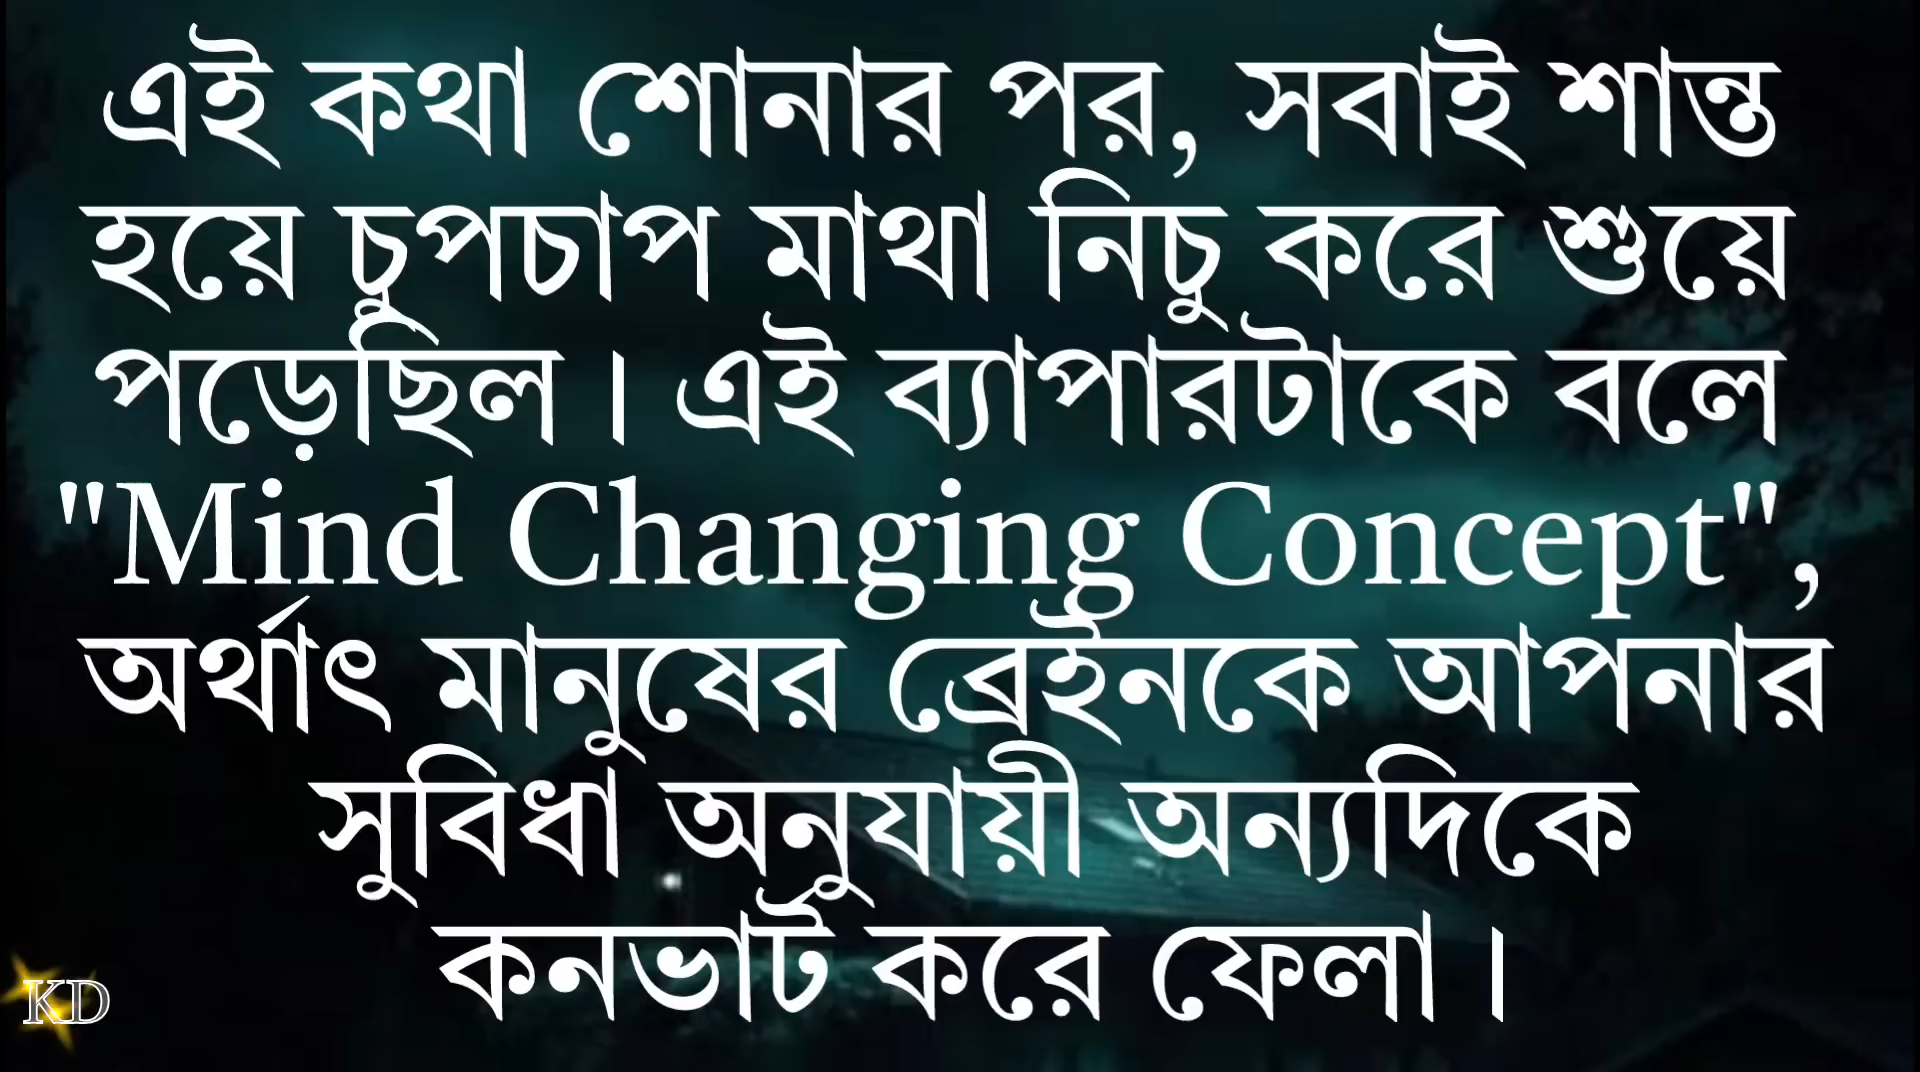 এই কথা শোনার পর, সবাই শান্ত
হয়ে চুপচাপ মাথা নিচু করে শুয়ে
পড়েছিল। এই ব্যাপারটাকে বলে
"Mind Changing Concept",
অর্থাৎ মানুষের ব্রেইনকে আপনার
সুবিধা অনুযায়ী অন্যদিকে
কনভার্ট করে ফেলা।
KD